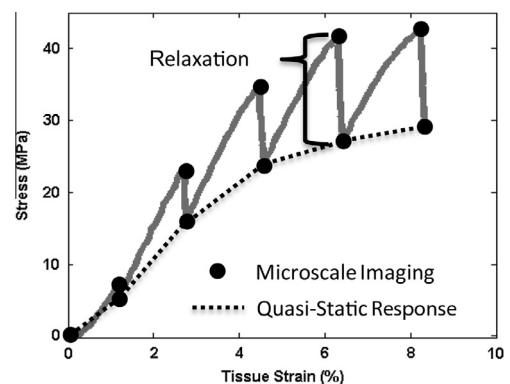 40
30
20
10
0
Stress (MPa)
Relaxation
Microscale Imaging
Quasi-Static Response
0 2 4 6 8 10
Tissue Strain (%)